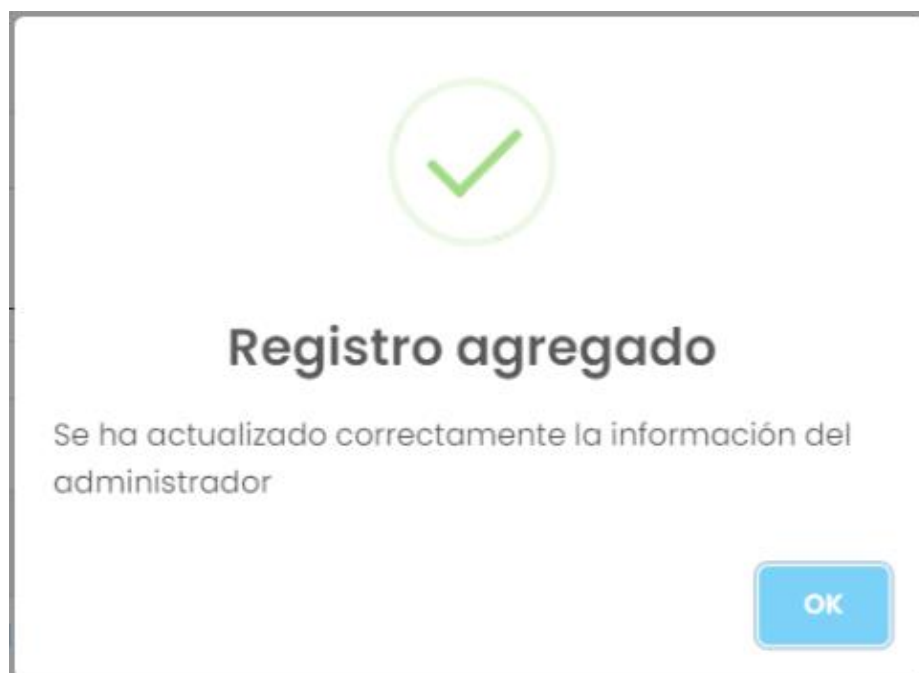 Registro agregado
Se ha actualizado correctamente la información del
administrador
OK